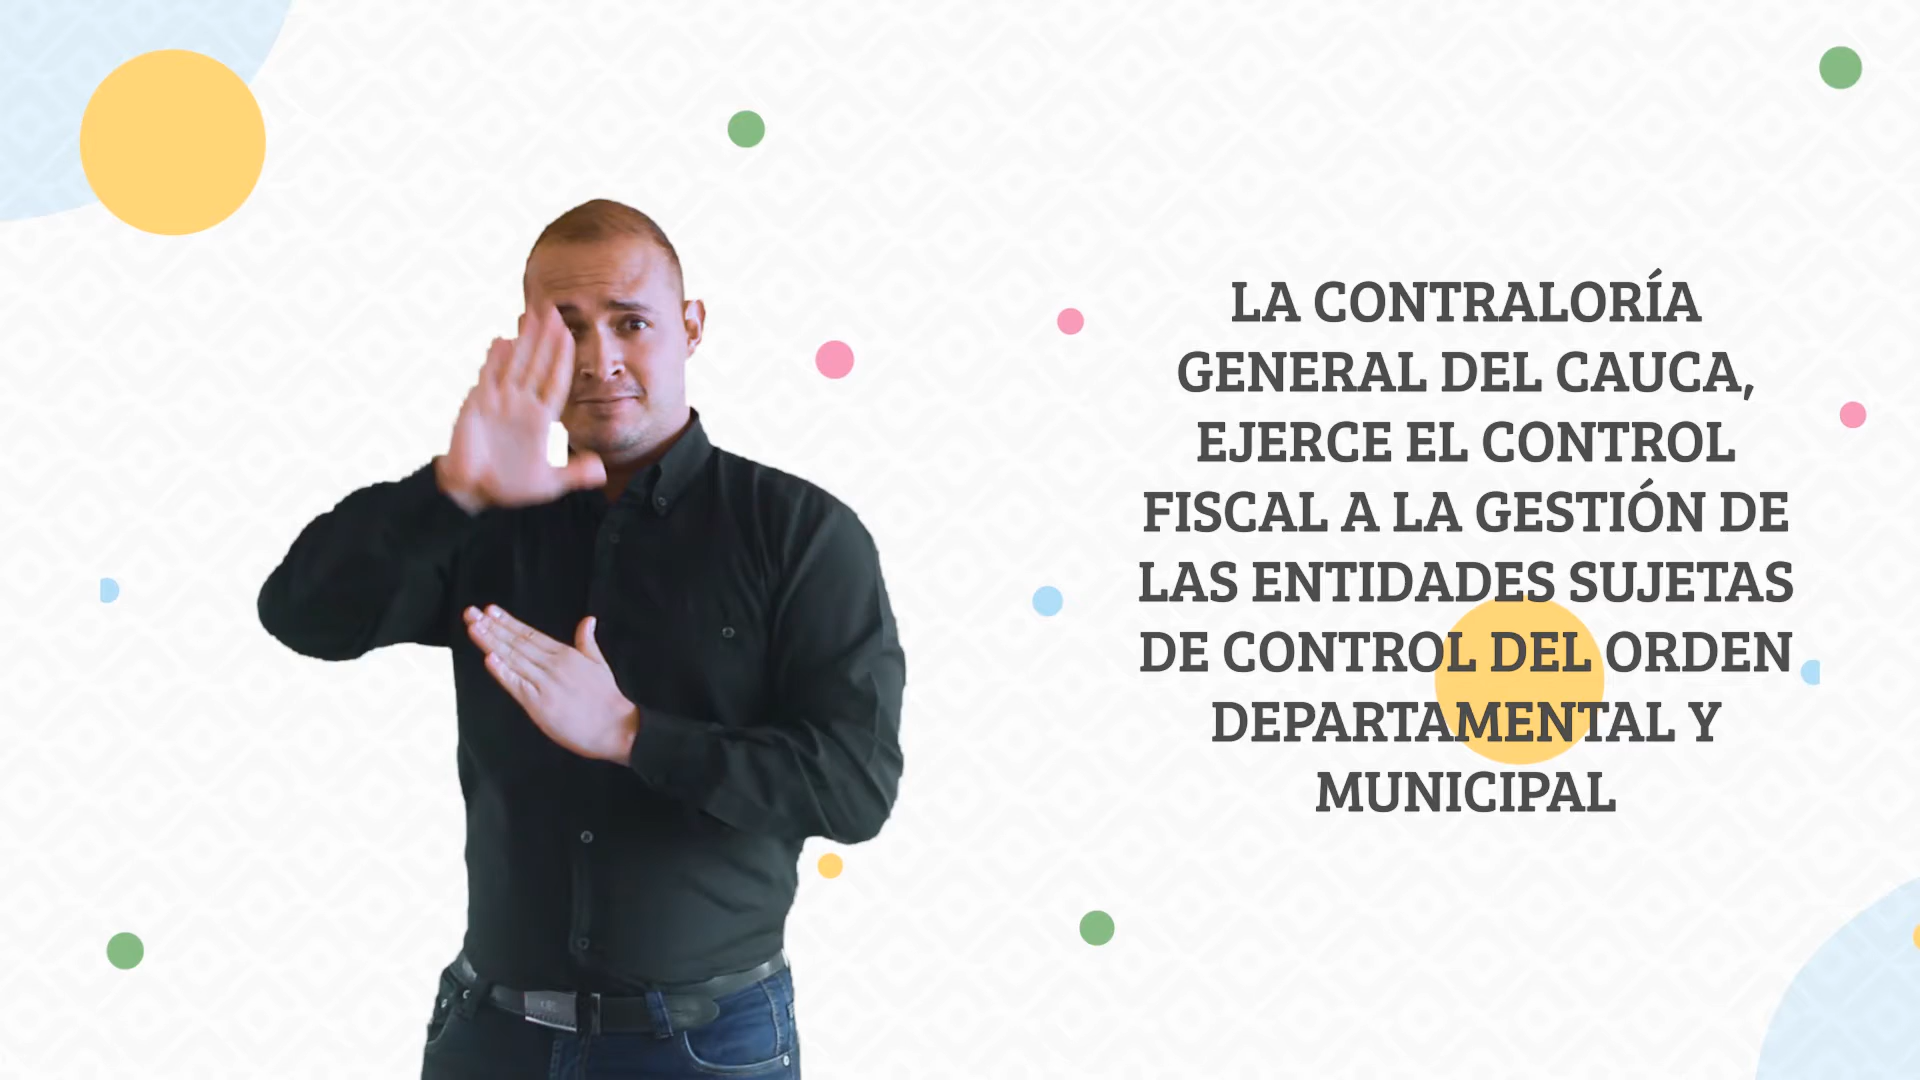 LA CONTRALORÍA
GENERAL DEL CAUCA,
EJERCE EL CONTROL
FISCAL A LA GESTIÓN DE
LAS ENTIDADES SUJETAS
DE CONTROL DEL ORDEN
DEPARTAMENTAL Y
MUNICIPAL